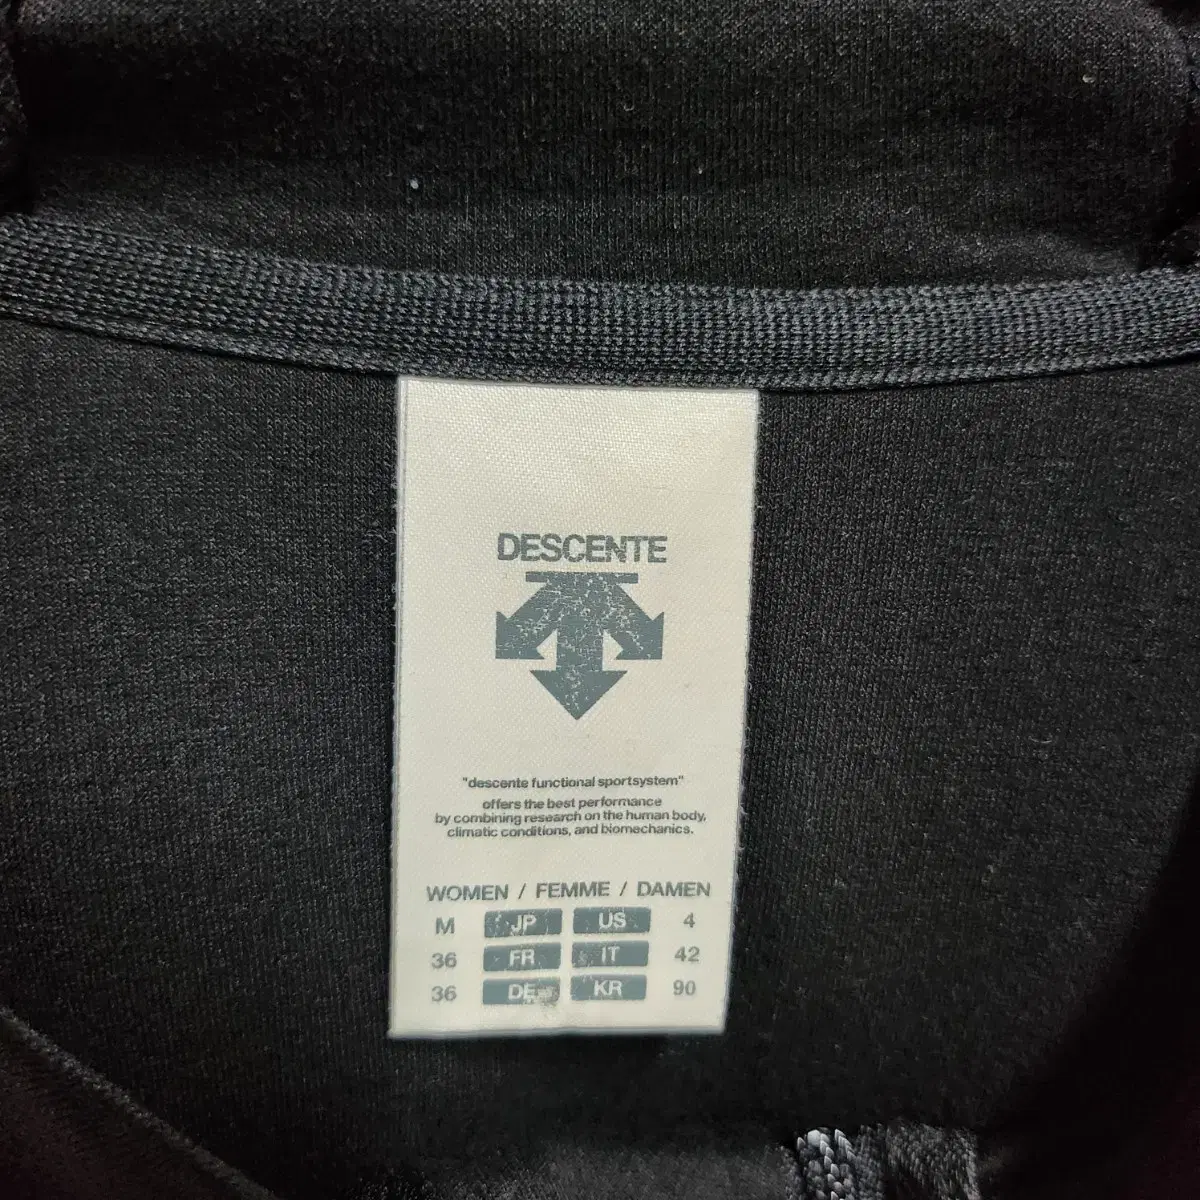 DESCENTE
"descente functional sportsystem"
offers the best performance
by combining research on the human body,
climatic conditions, and biomechanics.
WOMEN / FEMME / DAMEN
M JP US 4
36 FR IT 42
36 DE KR 90